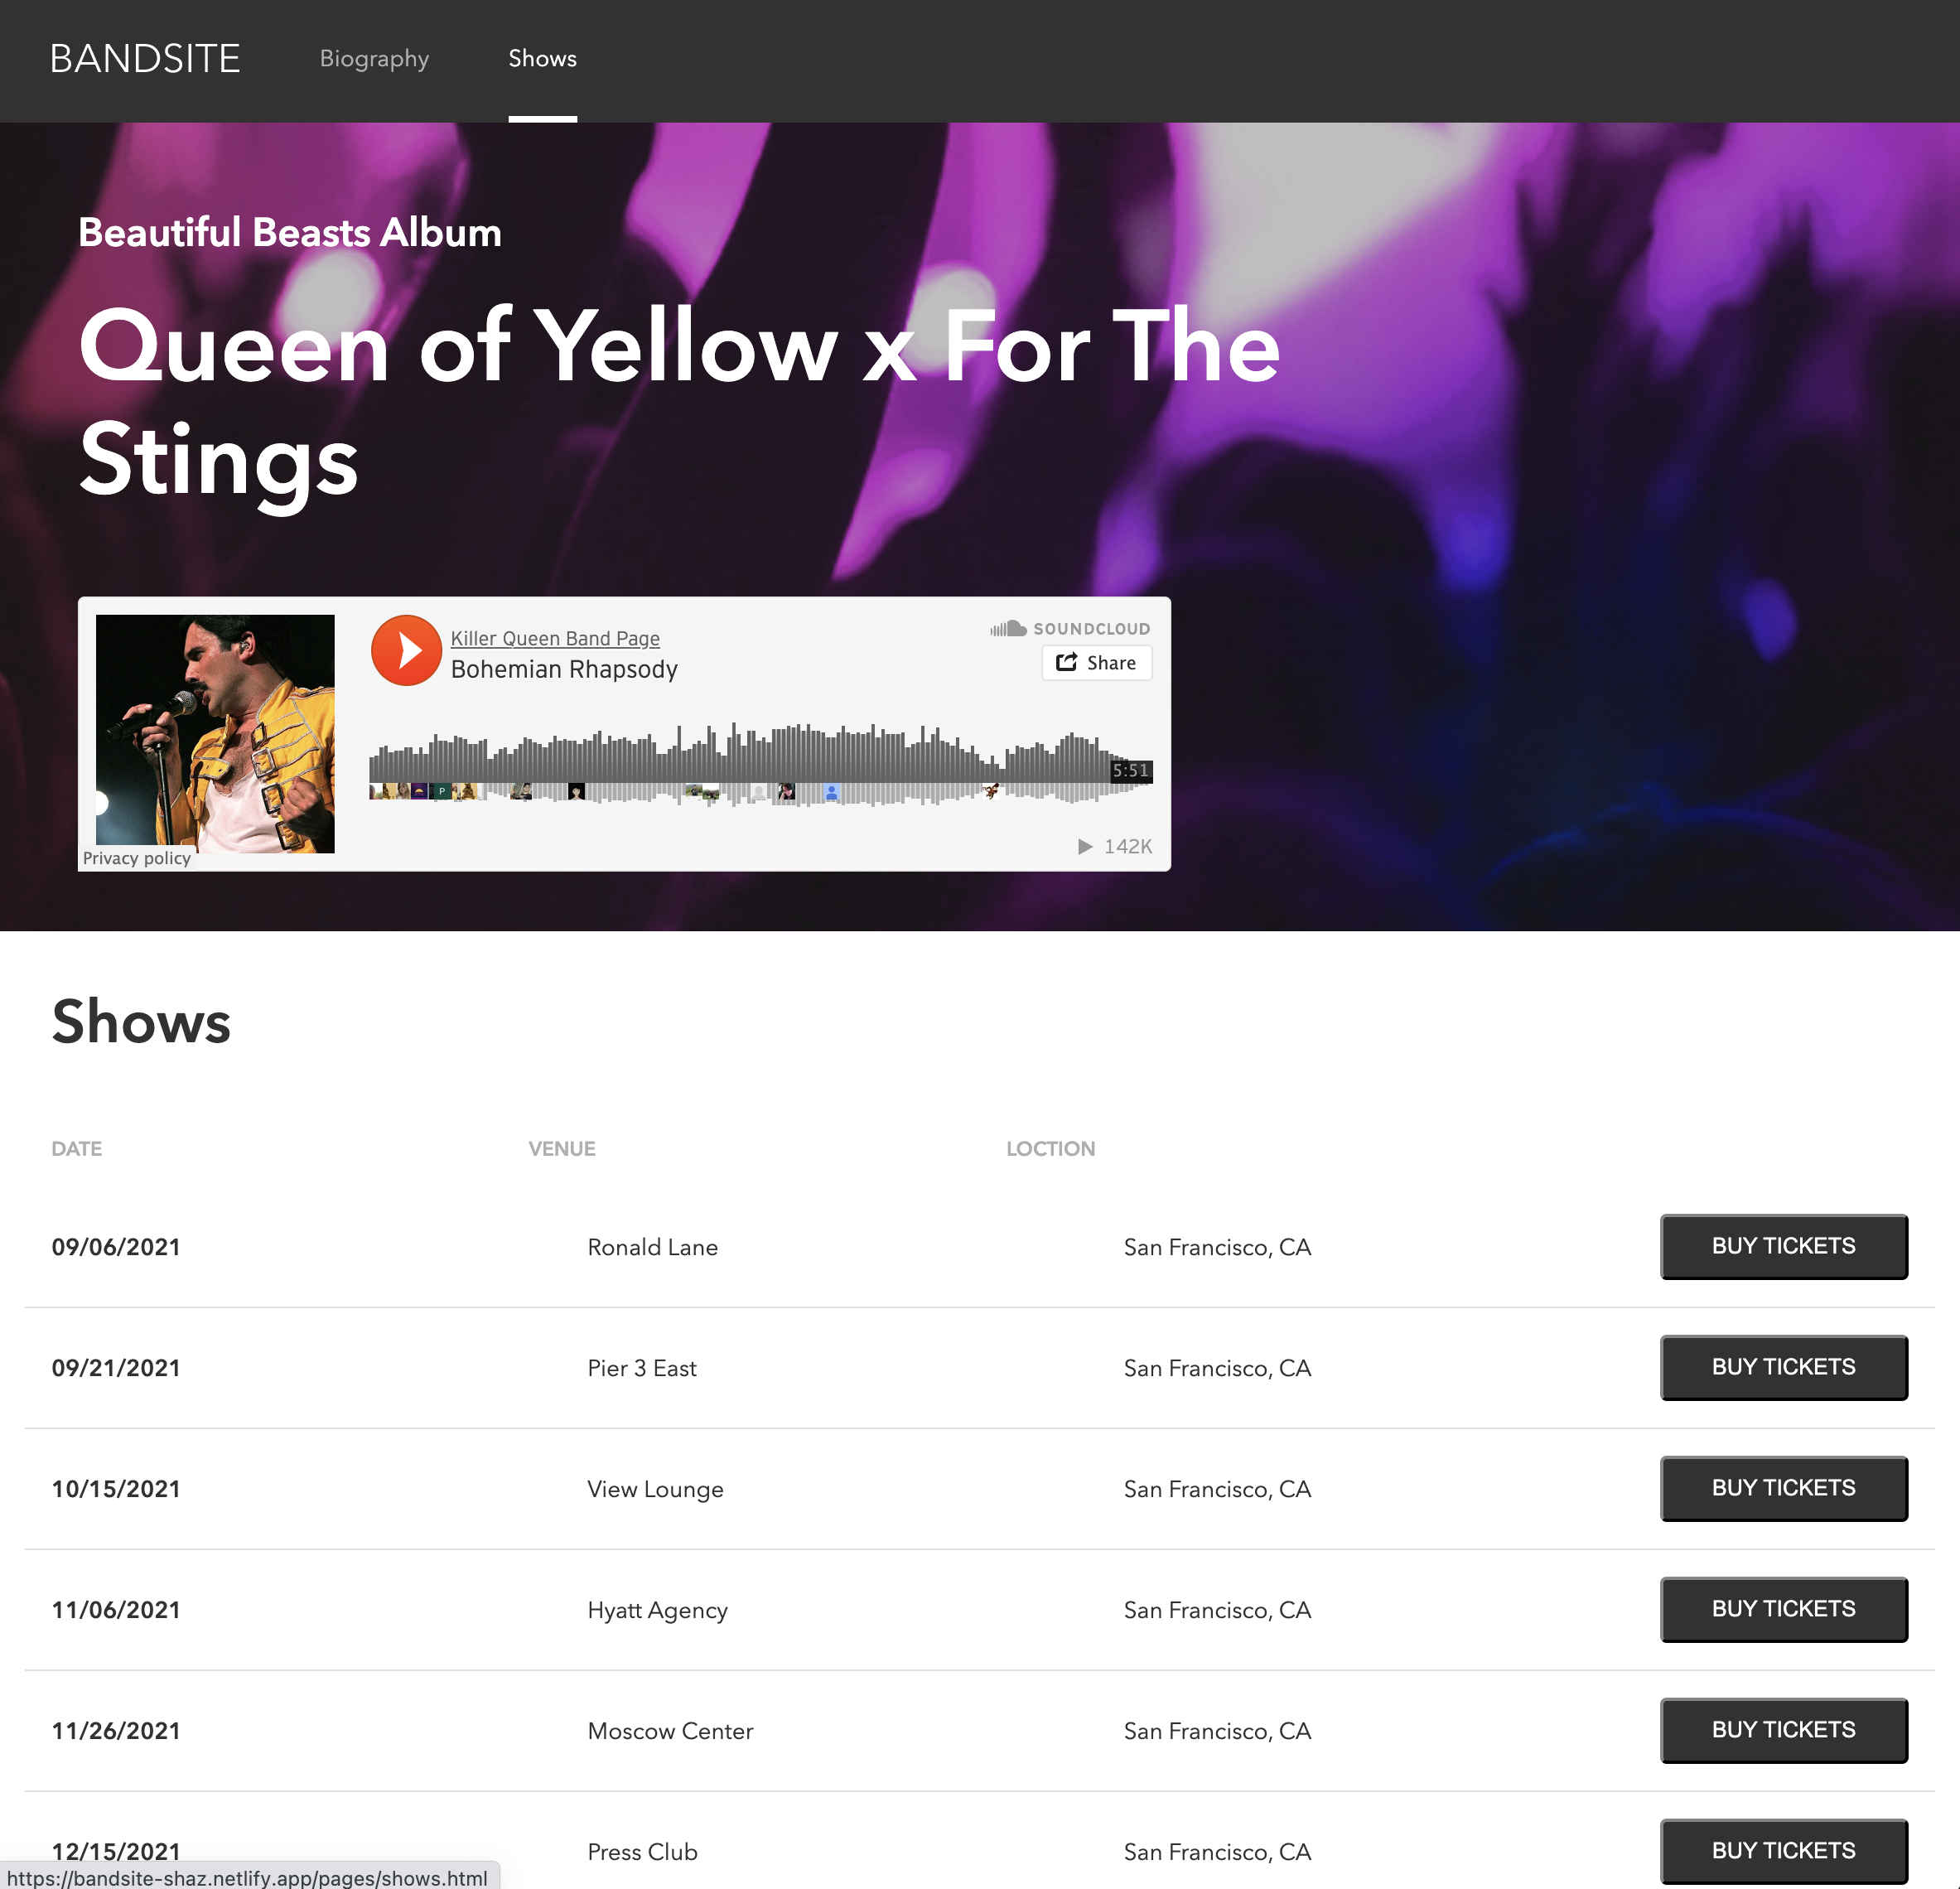 BANDSITE Biography Shows
Beautiful Beasts Album
Queen of Yellow x For The
Stings
Killer Queen Band Page
Bohemian Rhapsody
SOUNDCLOUD
Share
5:51
P
142K
Privacy policy
Shows
DATE VENUE LOCTION
09/06/2021 Ronald Lane San Francisco, CA BUY TICKETS
09/21/2021 Pier 3 East San Francisco, CA BUY TICKETS
10/15/2021 View Lounge San Francisco, CA BUY TICKETS
11/06/2021 Hyatt Agency San Francisco, CA BUY TICKETS
11/26/2021 Moscow Center San Francisco, CA BUY TICKETS
12/15/2021 Press Club San Francisco, CA BUY TICKETS
https://bandsite-shaz.netlify.app/pages/shows.html